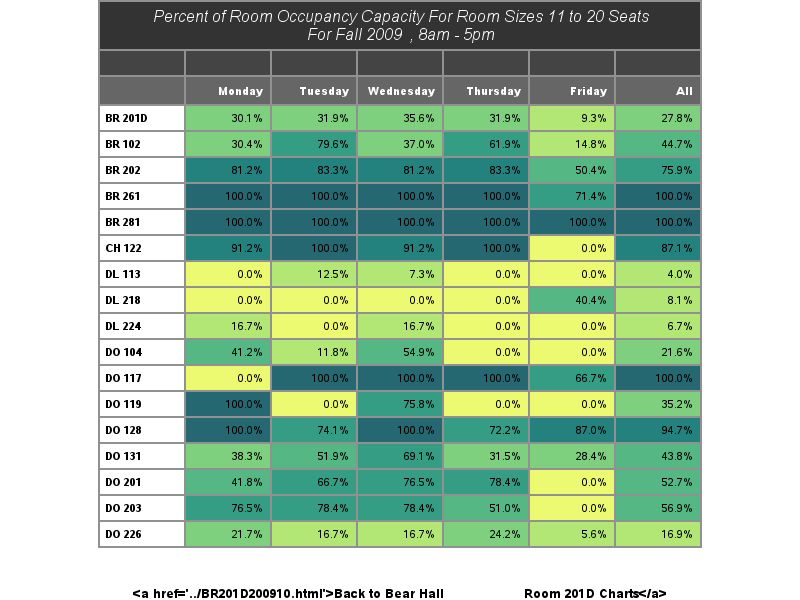 Percent of Room Occupancy Capacity For Room Sizes 11 to 20 Seats
For Fall 2009 , 8am - 5pm
Monday Tuesday Wednesday Thursday Friday All
BR 201D 30.1% 31.9% 35.6% 31.9% 9.3% 27.8%
BR 102 30.4% 79.6% 37.0% 61.9% 14.8% 44.7%
BR 202 81.2% 83.3% 81.2% 83.3% 50.4% 75.9%
BR 261 100.0% 100.0% 100.0% 100.0% 71.4% 100.0%
BR 281 100.0% 100.0% 100.0% 100.0% 100.0% 100.0%
CH 122 91.2% 100.0% 91.2% 100.0% 0.0% 87.1%
DL 113 0.0% 12.5% 7.3% 0.0% 0.0% 4.0%
DL 218 0.0% 0.0% 0.0% 0.0% 40.4% 8.1%
DL 224 16.7% 0.0% 16.7% 0.0% 0.0% 6.7%
DO 104 41.2% 11.8% 54.9% 0.0% 0.0% 21.6%
DO 117 0.0% 100.0% 100.0% 100.0% 66.7% 100.0%
DO 119 100.0% 0.0% 75.8% 0.0% 0.0% 35.2%
DO 128 100.0% 74.1% 100.0% 72.2% 87.0% 94.7%
DO 131 38.3% 51.9% 69.1% 31.5% 28.4% 43.8%
DO 201 41.8% 66.7% 76.5% 78.4% 0.0% 52.7%
DO 203 76.5% 78.4% 78.4% 51.0% 0.0% 56.9%
DO 226 21.7% 16.7% 16.7% 24.2% 5.6% 16.9%
<a href='../BR201D200910.html'>Back to Bear Hall Room 201D Charts</a>